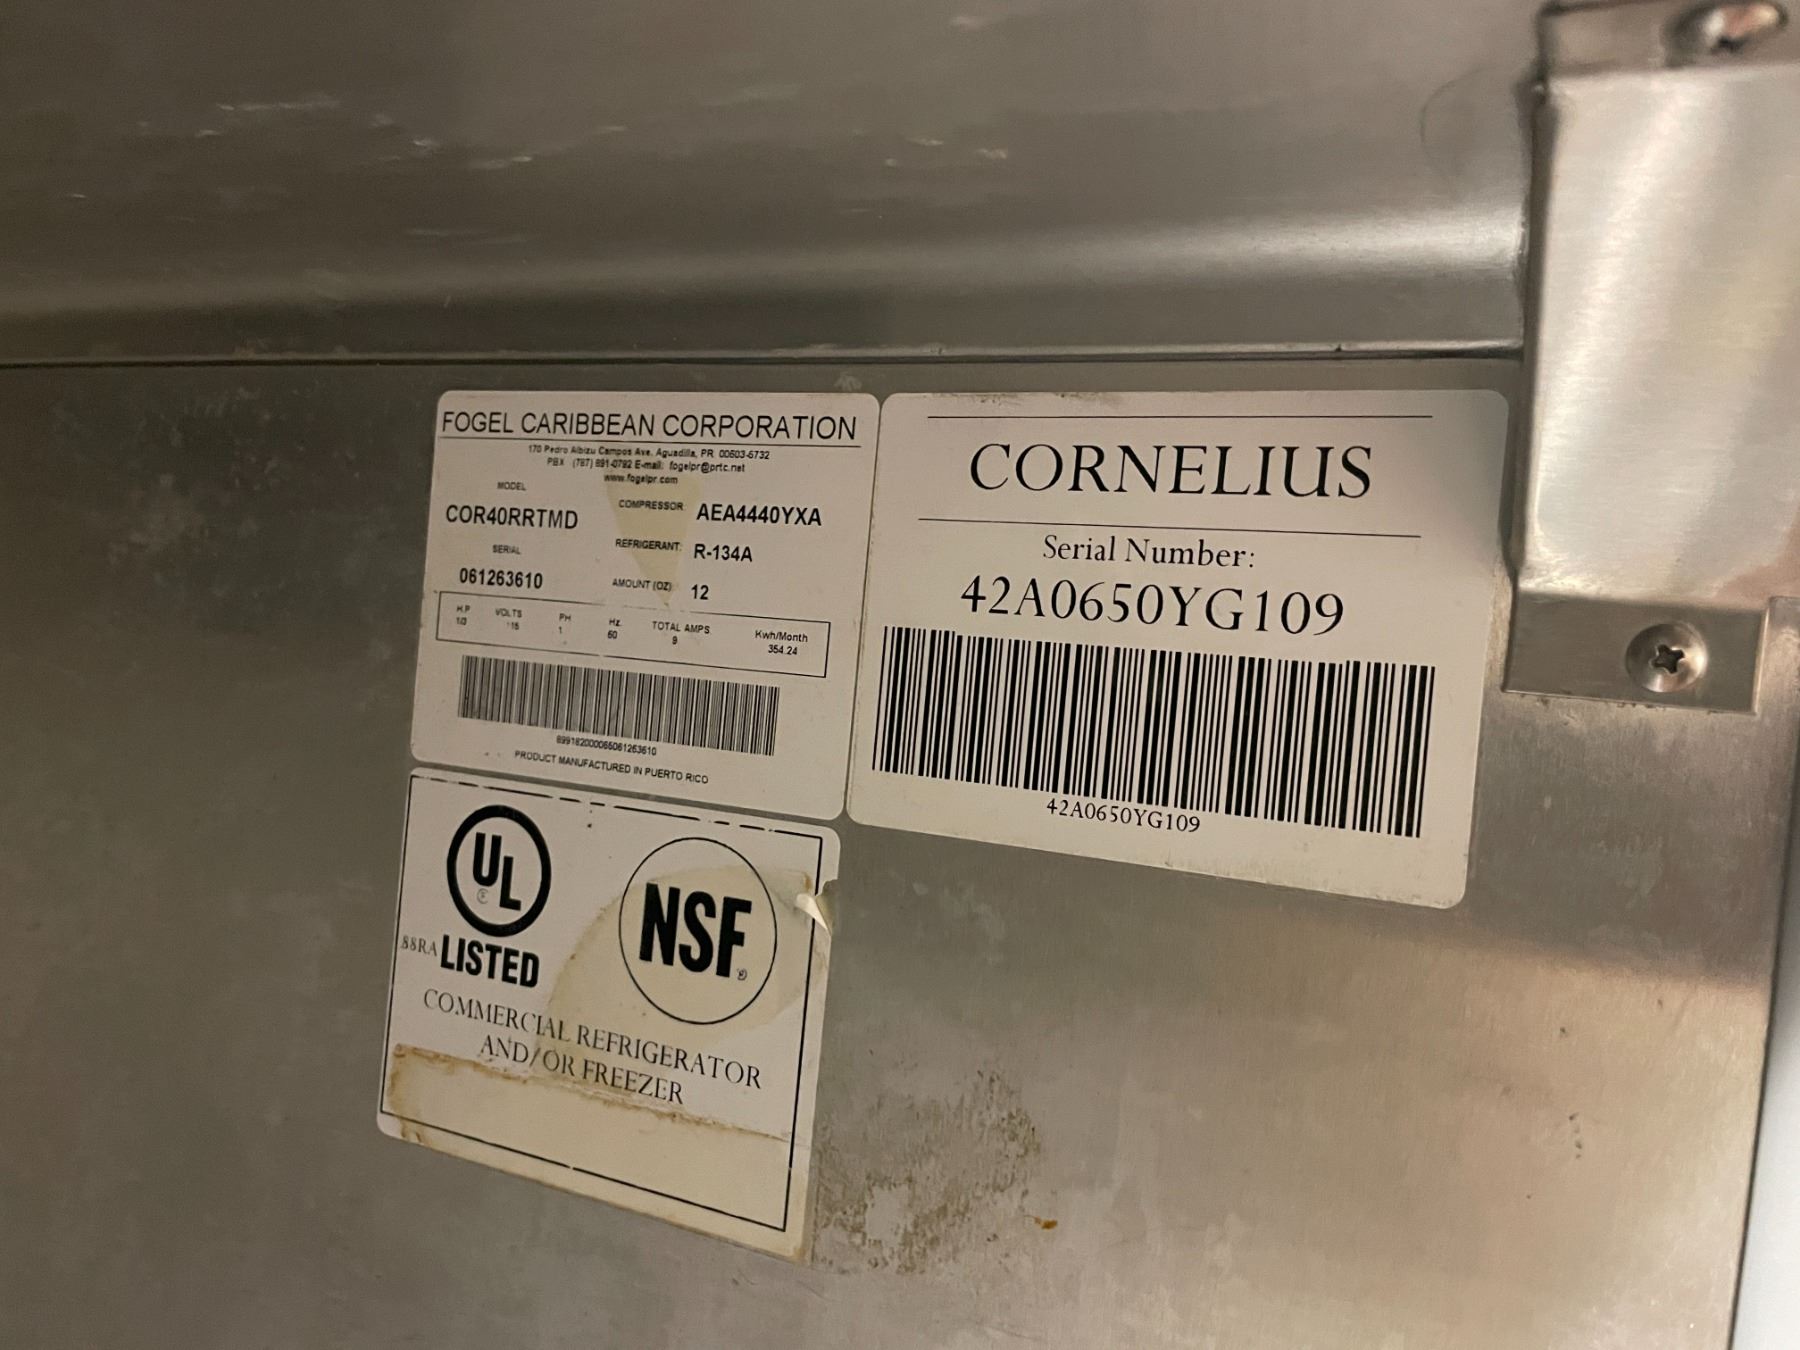 FOGEL CARIBBEAN CORPORATION
170 Pedro Albizu Campos Ave. Aguadilla, PR 00603-5732
PBX (787) 891-0792 E-mail: fogelpr@prtc.net
www.fogelpr.com
MODEL
COR40RRTMD
SERIAL
061263610
COMPRESSOR AEA4440YXA
REFRIGERANT: R-134A
AMOUNT (OZ) 12
H.P VOLTS PH Hz. TOTAL AMPS Kwh/Month
1/3 115 1 60 9 354.24
899182000065061263610
PRODUCT MANUFACTURED IN PUERTO RICO
CORNELIUS
Serial Number:
42A0650YG109
42A0650YG109
UL
88RA LISTED
NSF
COMMERCIAL REFRIGERATOR
AND/OR FREEZER